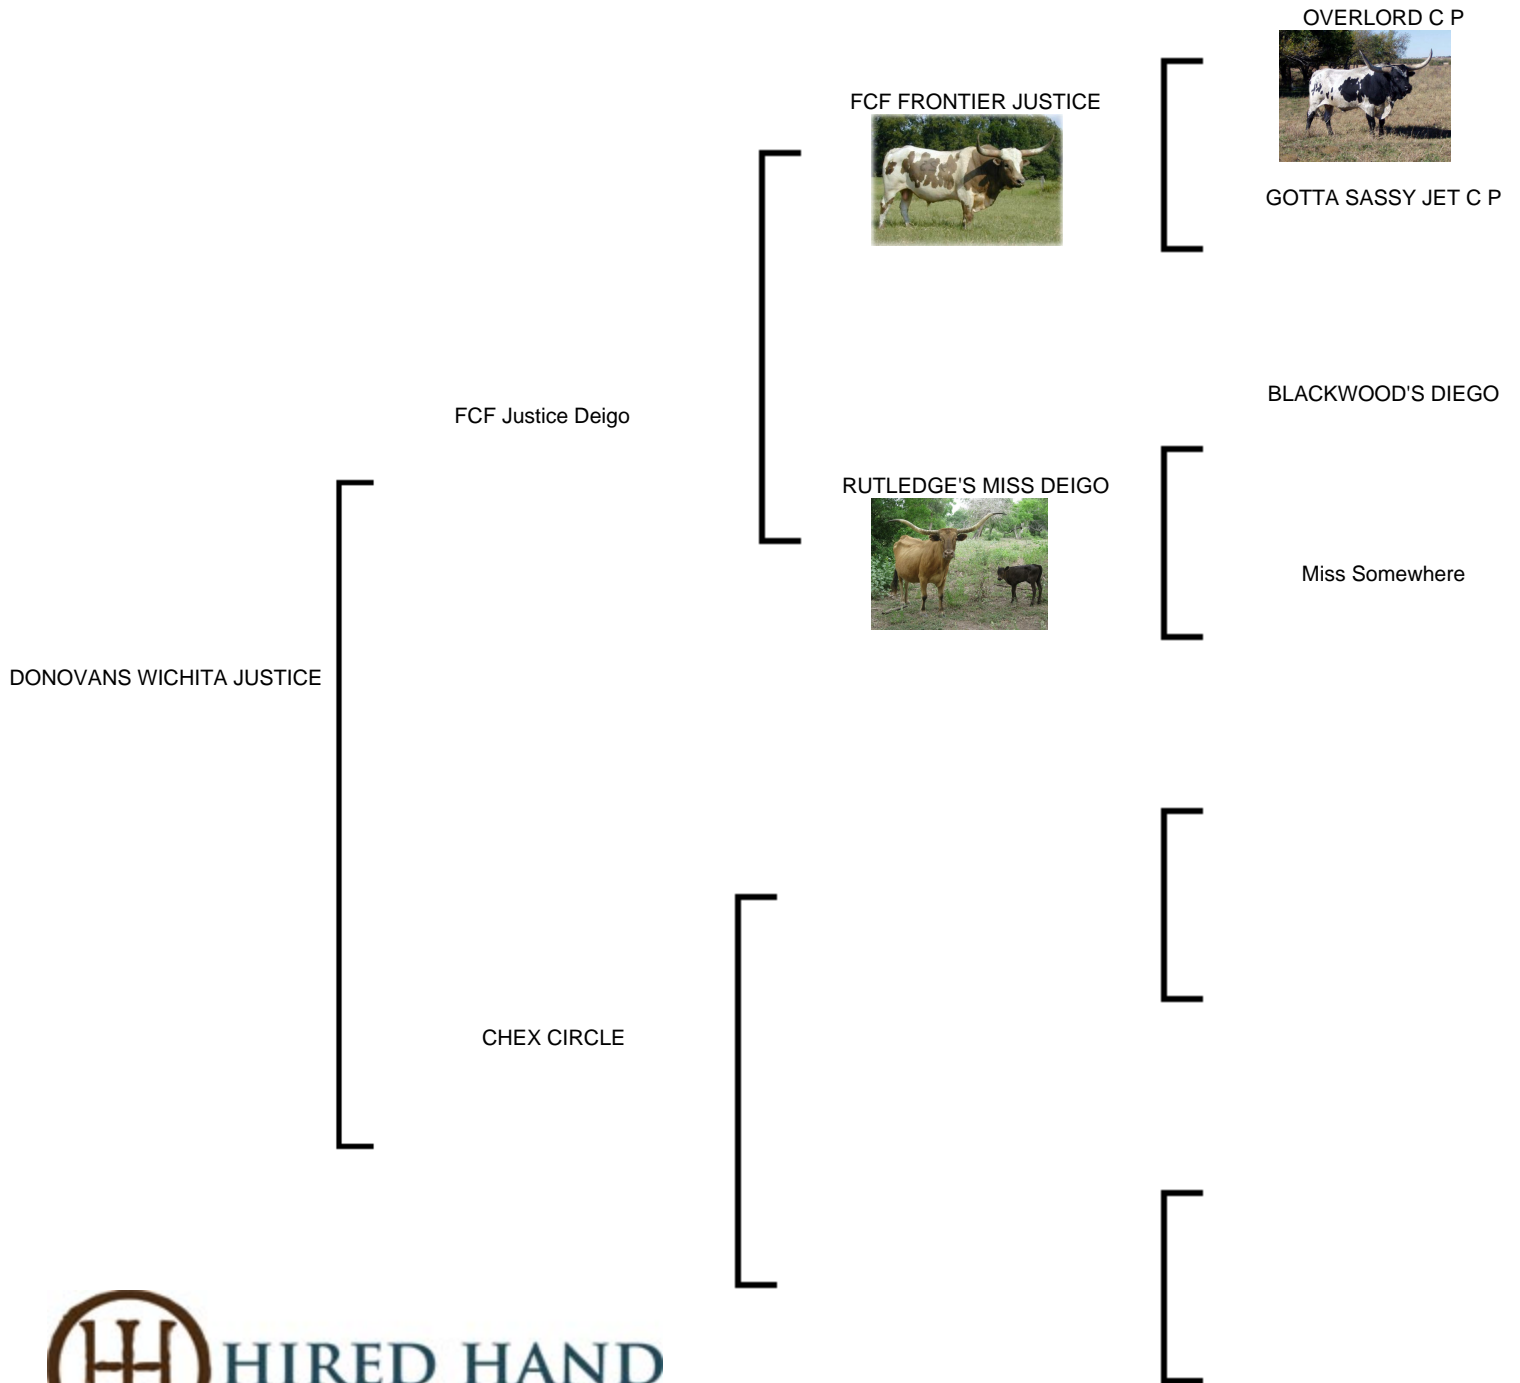 OVERLORD C P
FCF FRONTIER JUSTICE
GOTTA SASSY JET C P
BLACKWOOD'S DIEGO
FCF Justice Deigo
RUTLEDGE'S MISS DEIGO
Miss Somewhere
DONOVANS WICHITA JUSTICE
CHEX CIRCLE
HIRED HAND